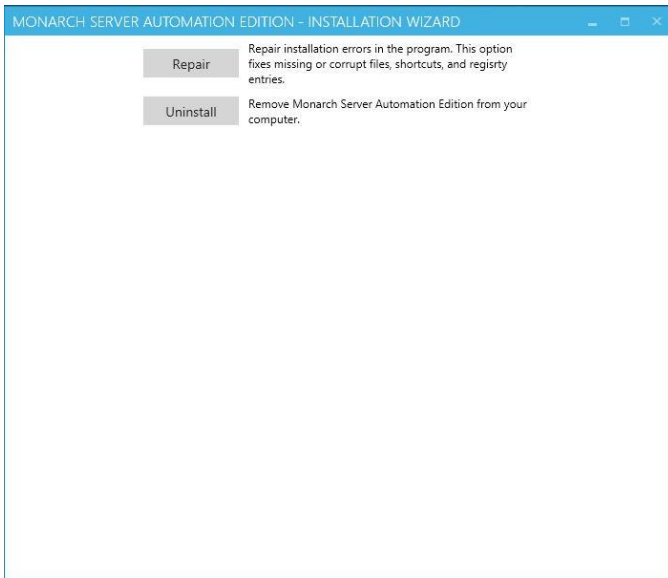 MONARCH SERVER AUTOMATION EDITION - INSTALLATION WIZARD
Repair
Repair installation errors in the program. This option
fixes missing or corrupt files, shortcuts, and regisrty
entries.
Uninstall
Remove Monarch Server Automation Edition from your
computer.